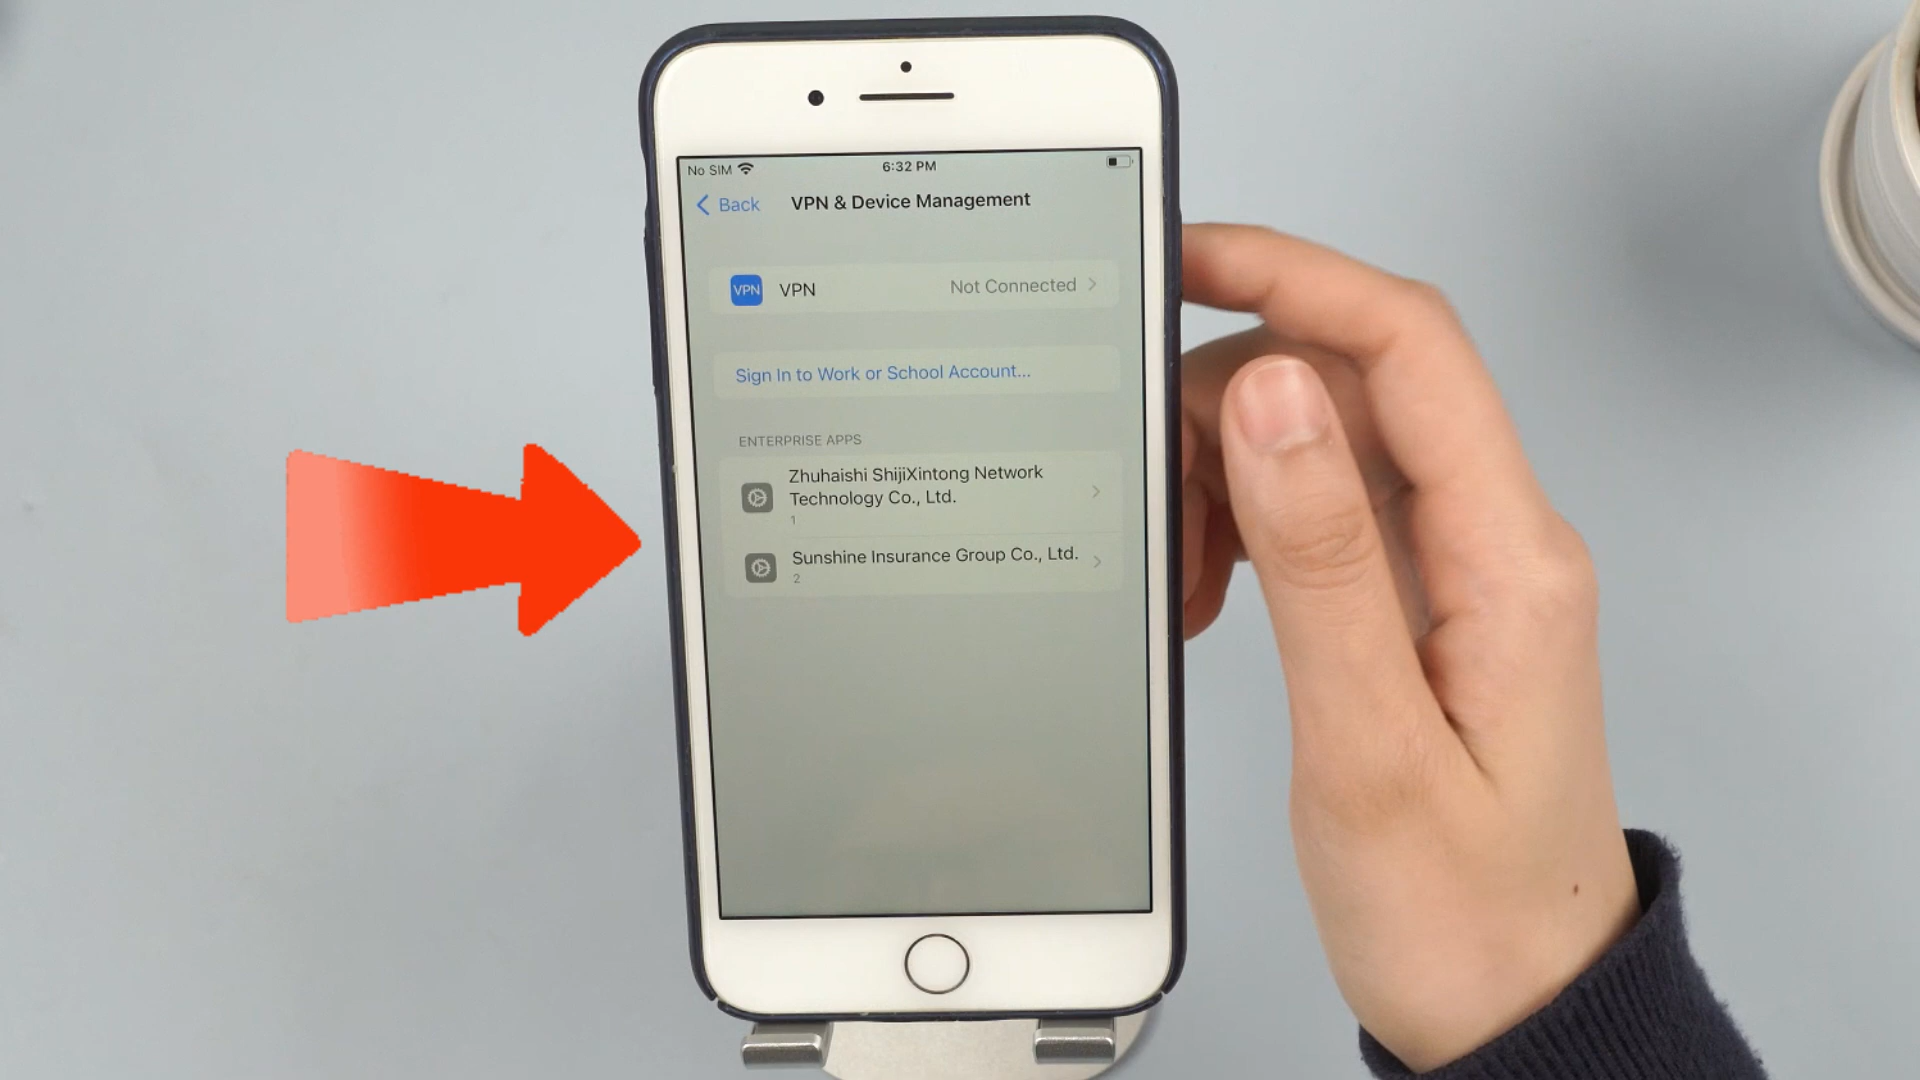 No SIM 6:32 PM
Back VPN & Device Management
VPN VPN Not Connected
Sign In to Work or School Account...
ENTERPRISE APPS
Zhuhaishi ShijiXintong Network
Technology Co., Ltd.
1
Sunshine Insurance Group Co., Ltd.
2